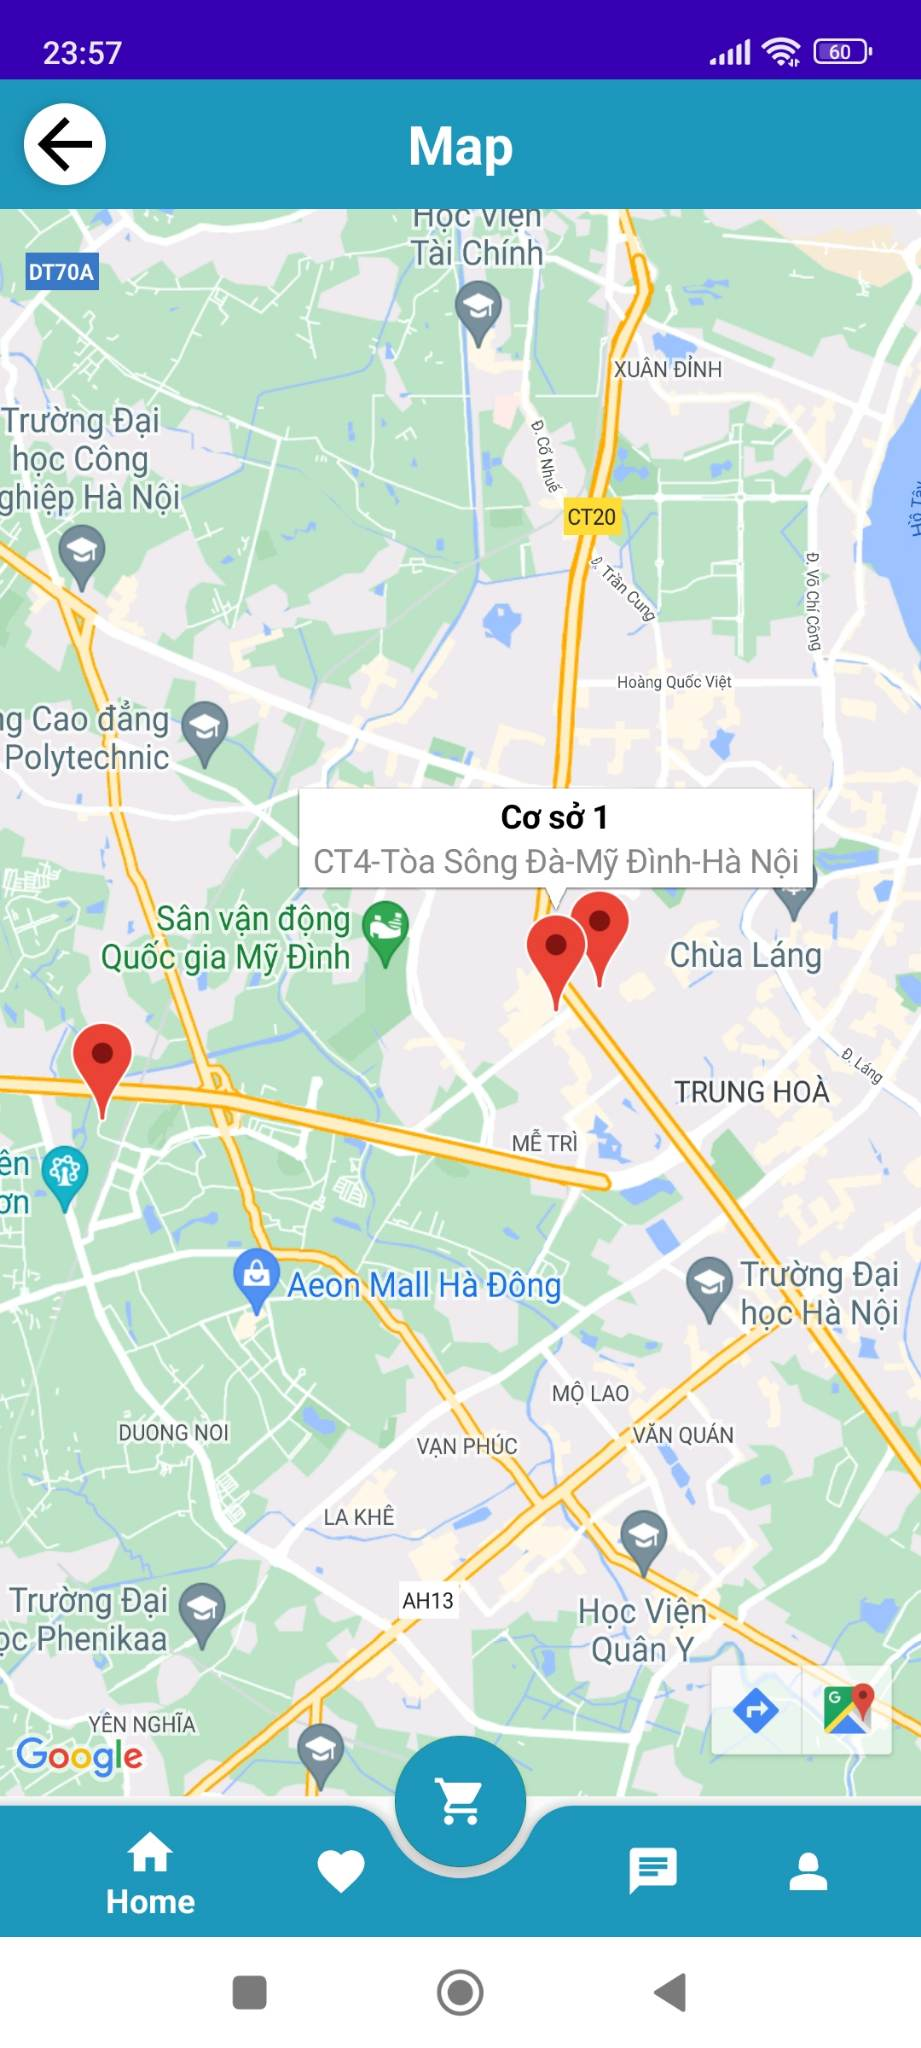 23:57
60
Map
Học Viện
Tài Chính
DT70A
XUÂN ĐỈNH
Trường Đại
học Công
ghiệp Hà Nội
Đ. Cổ Nhuế
CT20
Đ. Trần Cung
Đ. Võ Chí Công
Hồ Tây
Hoàng Quốc Việt
ng Cao đẳng
Polytechnic
Cơ sở 1
CT4-Tòa Sông Đà-Mỹ Đình-Hà Nội
Sân vận động
Quốc gia Mỹ Đình
Chùa Láng
Đ. Láng
TRUNG HOÀ
MỄ TRÌ
ên
ơn
Aeon Mall Hà Đông
Trường Đại
học Hà Nội
MỘ LAO
DUONG NOI
VẠN PHÚC
VĂN QUÁN
LA KHÊ
AH13
Trường Đại
ọc Phenikaa
Học Viện
Quân Y
YÊN NGHĨA
Google
G
Home